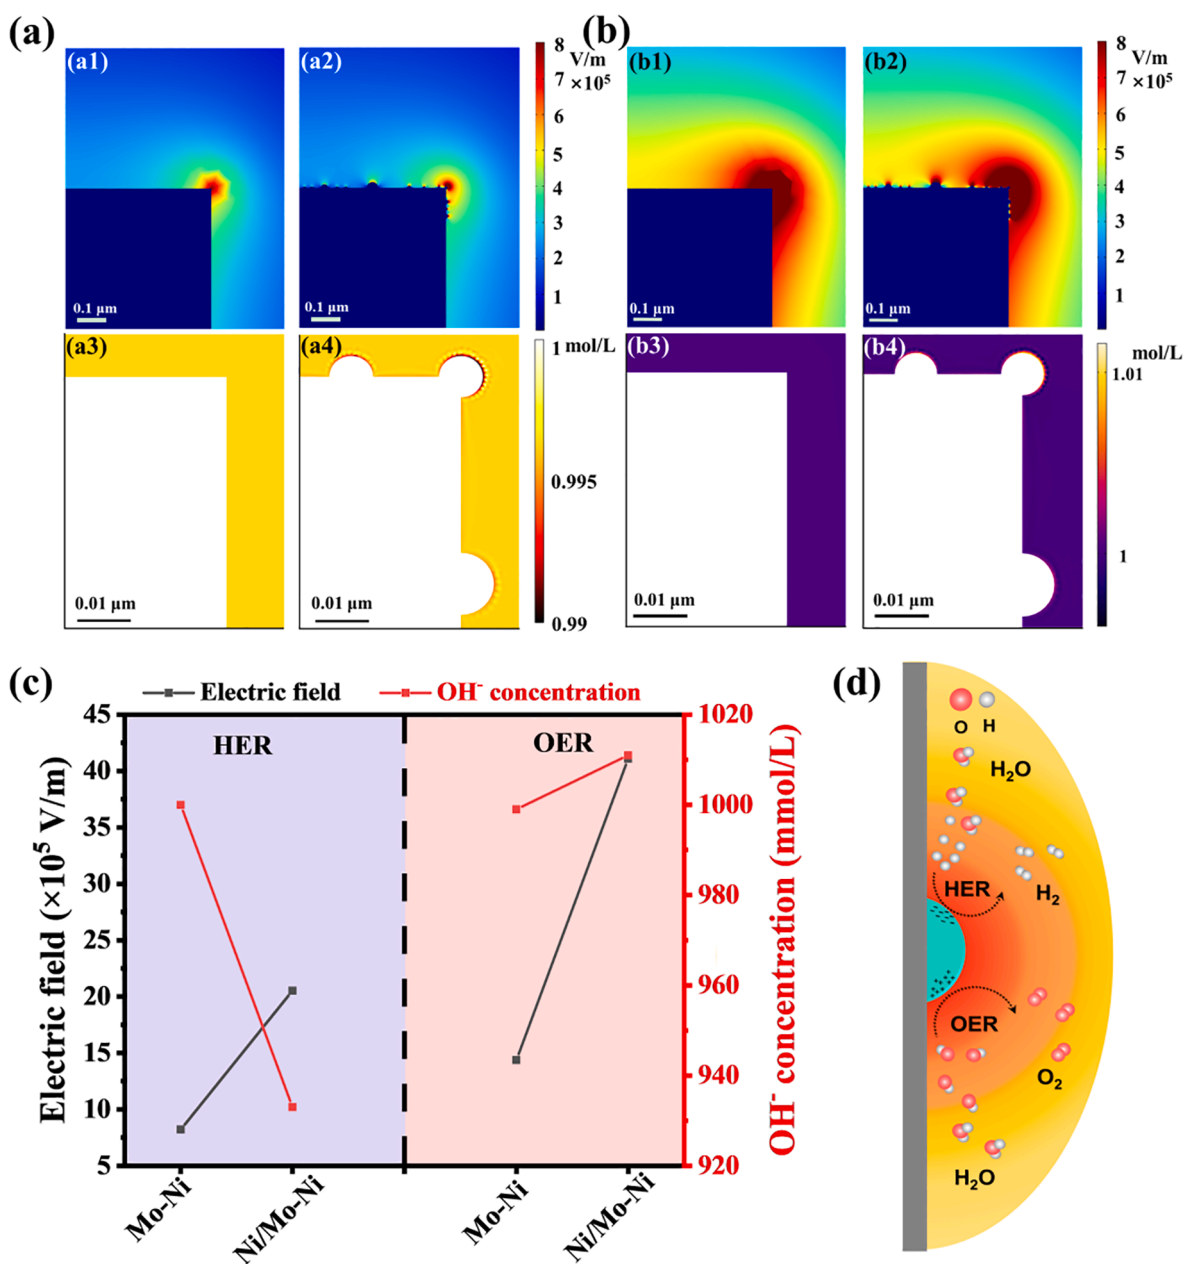 (a)
(a1)
(a2)
8
V/m
7
×10⁵
6
5
4
3
2
1
0.1 μm
0.1 μm
(a3)
(a4)
1
mol/L
0.995
0.99
0.01 μm
0.01 μm
(b)
(b1)
(b2)
8
V/m
7
×10⁵
6
5
4
3
2
1
0.1 μm
0.1 μm
(b3)
(b4)
mol/L
1.01
1
0.01 μm
0.01 μm
(c)
Electric field
OH⁻ concentration
HER
OER
45
40
35
30
25
20
15
10
5
Electric field (×10⁵ V/m)
1020
1000
980
960
940
920
OH⁻ concentration (mmol/L)
Mo-Ni
Ni/Mo-Ni
Mo-Ni
Ni/Mo-Ni
(d)
O H
H₂O
HER
H₂
OER
O₂
H₂O